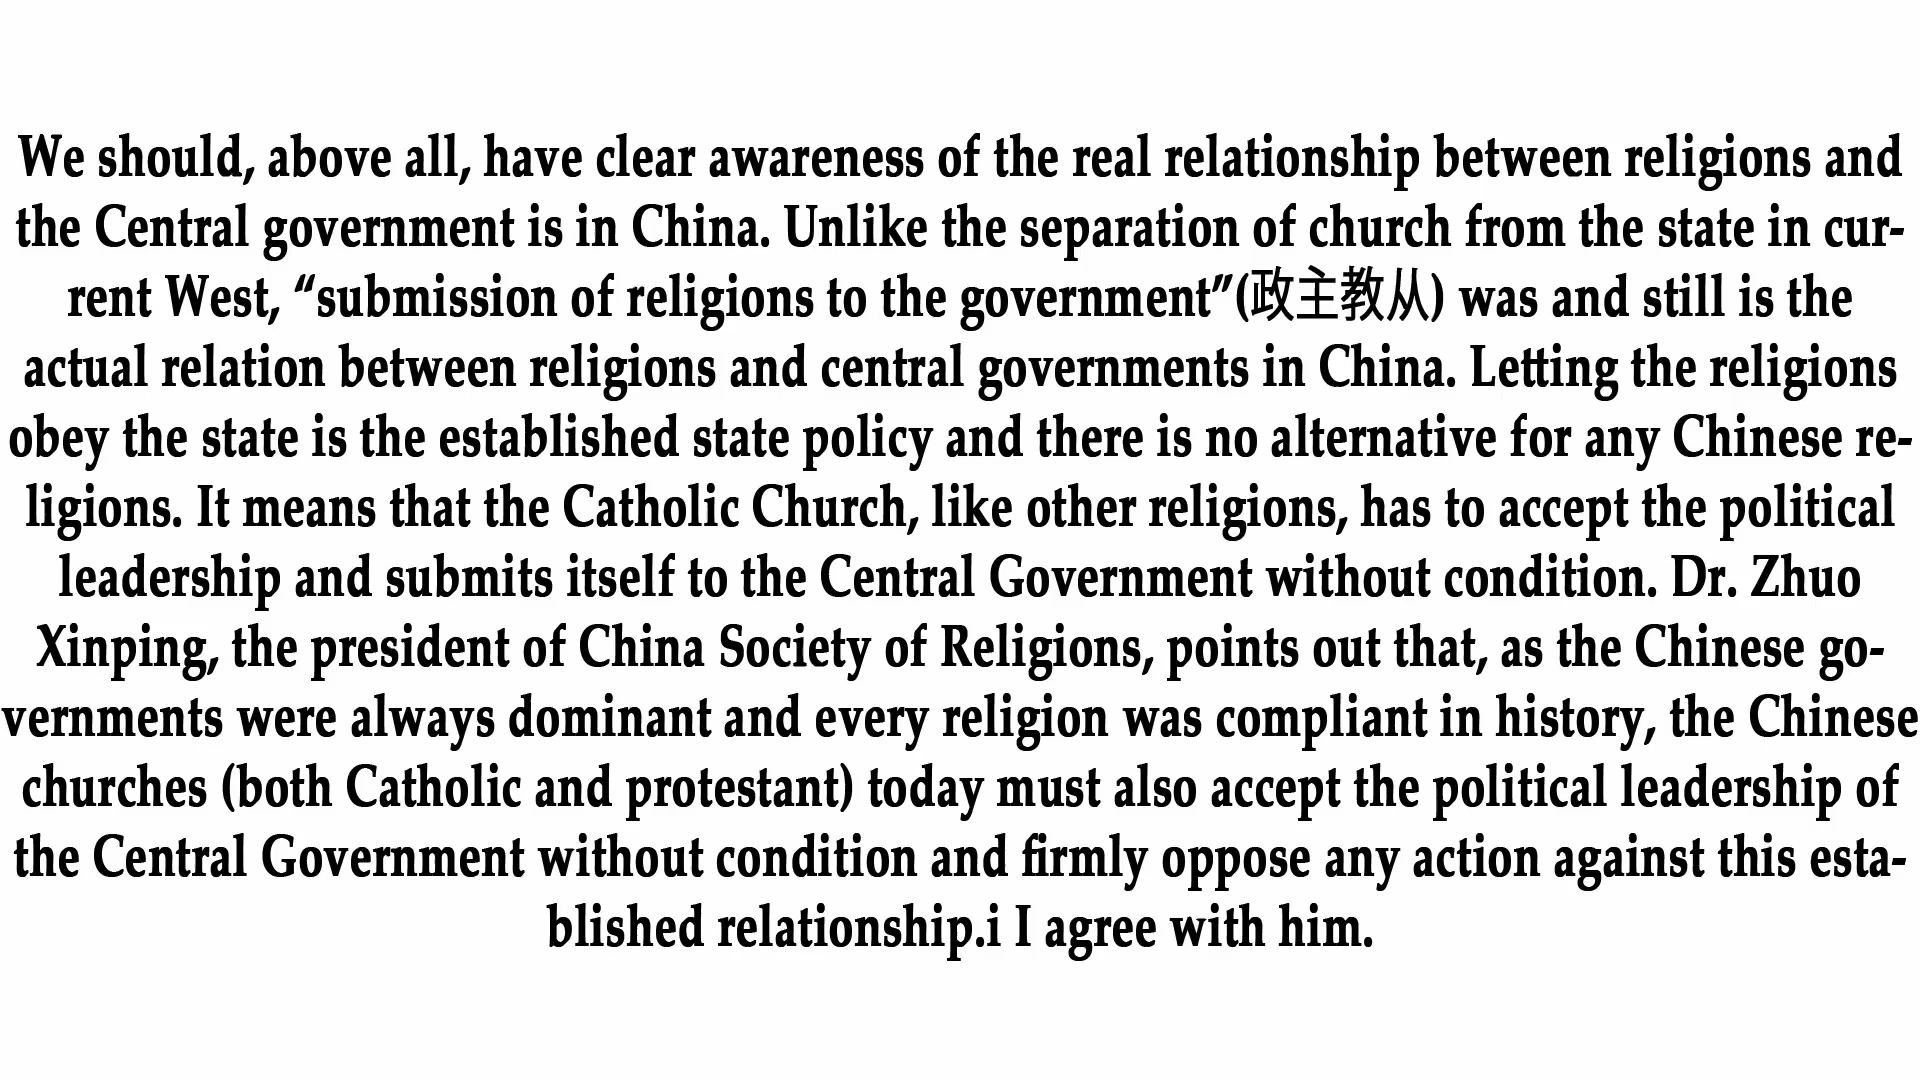 We should, above all, have clear awareness of the real relationship between religions and
the Central government is in China. Unlike the separation of church from the state in cur-
rent West, “submission of religions to the government”(政主教从) was and still is the
actual relation between religions and central governments in China. Letting the religions
obey the state is the established state policy and there is no alternative for any Chinese re-
ligions. It means that the Catholic Church, like other religions, has to accept the political
leadership and submits itself to the Central Government without condition. Dr. Zhuo
Xinping, the president of China Society of Religions, points out that, as the Chinese go-
vernments were always dominant and every religion was compliant in history, the Chinese
churches (both Catholic and protestant) today must also accept the political leadership of
the Central Government without condition and firmly oppose any action against this esta-
blished relationship.i I agree with him.